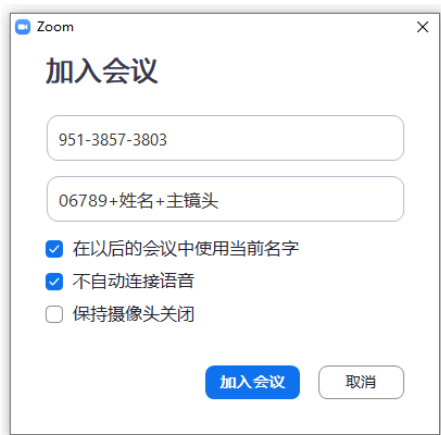 Zoom
加入会议
951-3857-3803
06789+姓名+主镜头
在以后的会议中使用当前名字
不自动连接语音
保持摄像头关闭
加入会议 取消